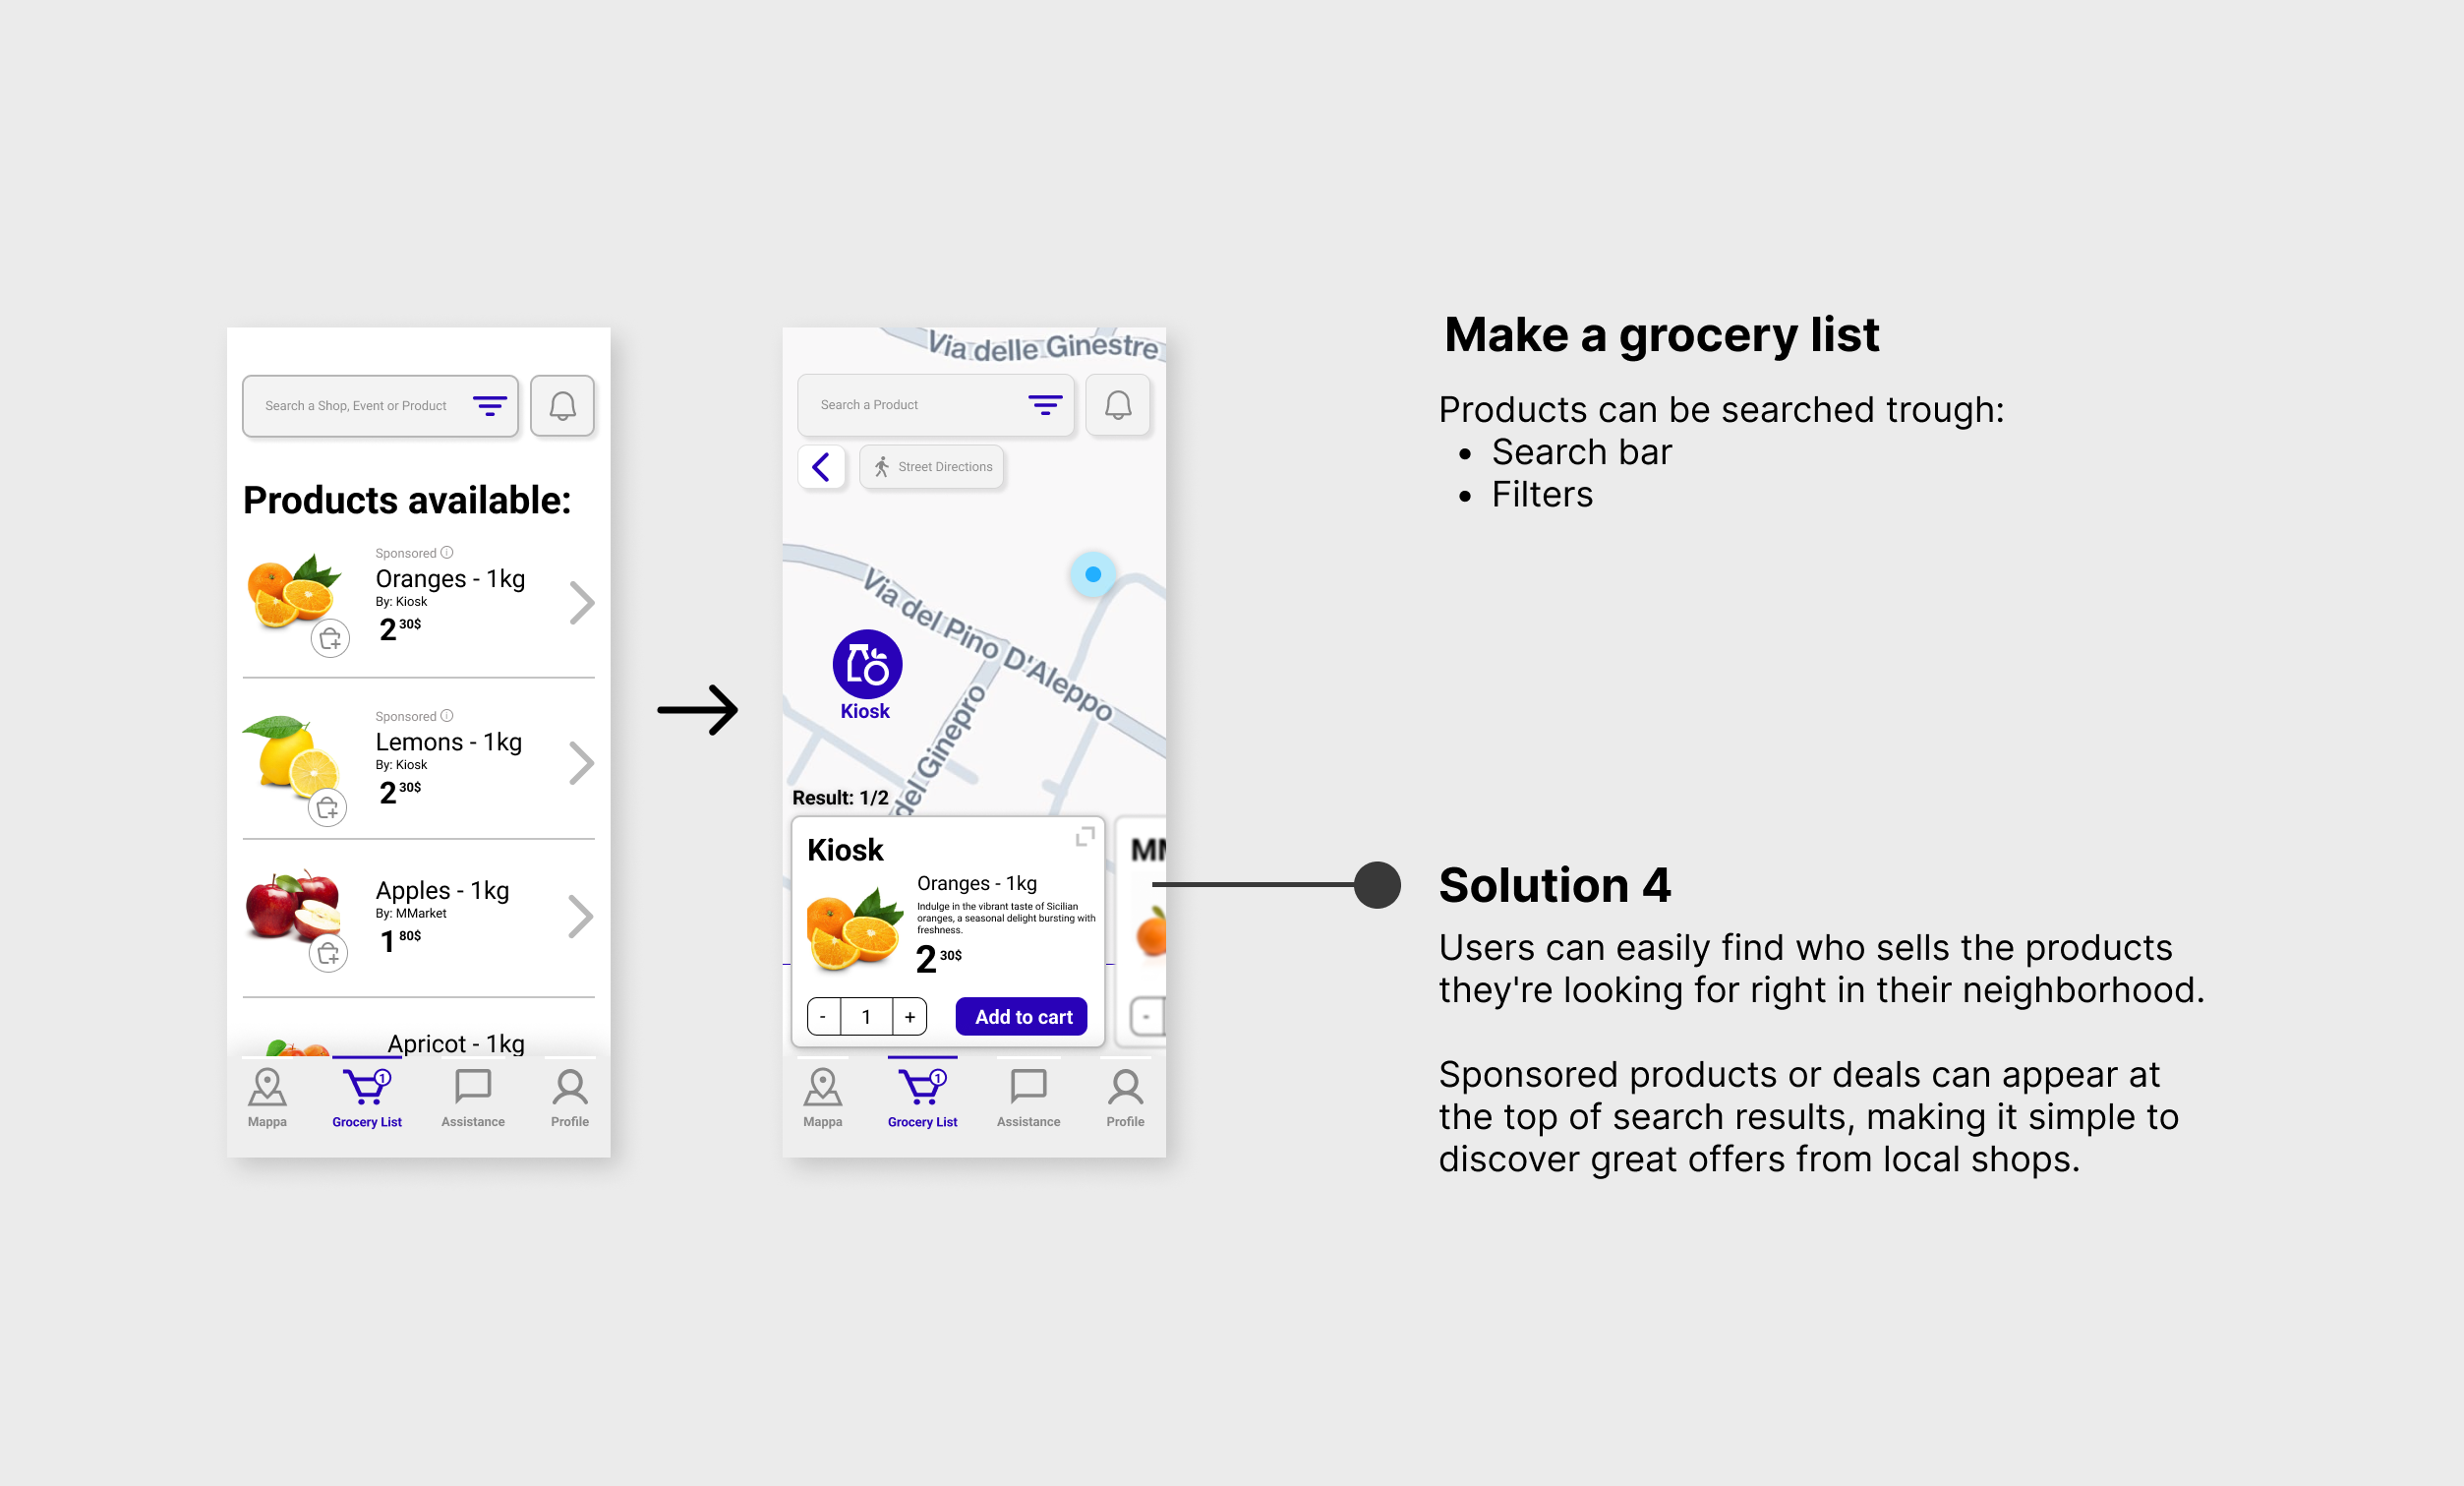 Search a Shop, Event or Product
Products available:
Sponsored
Oranges - 1kg
By: Kiosk
2 30$
Sponsored
Lemons - 1kg
By: Kiosk
2 30$
Apples - 1kg
By: MMarket
1 80$
Apricot - 1kg
Mappa
1
Grocery List
Assistance
Profile
Via delle Ginestre
Search a Product
Street Directions
Via del Pino D'Aleppo
Kiosk
del Ginepro
Result: 1/2
Kiosk
Oranges - 1kg
Indulge in the vibrant taste of Sicilian
oranges, a seasonal delight bursting with
freshness.
2 30$
- 1 +
Add to cart
-
Mappa
1
Grocery List
Assistance
Profile
Make a grocery list
Products can be searched trough:
• Search bar
• Filters
Solution 4
Users can easily find who sells the products
they're looking for right in their neighborhood.
Sponsored products or deals can appear at
the top of search results, making it simple to
discover great offers from local shops.